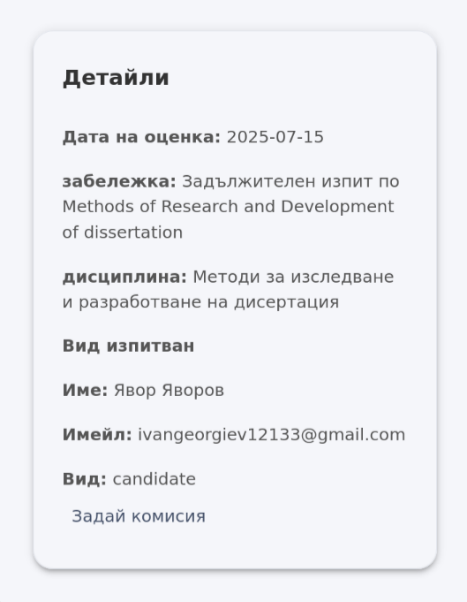 Детайли
Дата на оценка: 2025-07-15
забележка: Задължителен изпит по
Methods of Research and Development
of dissertation
дисциплина: Методи за изследване
и разработване на дисертация
Вид изпитван
Име: Явор Яворов
Имейл: ivangeorgiev12133@gmail.com
Вид: candidate
Задай комисия